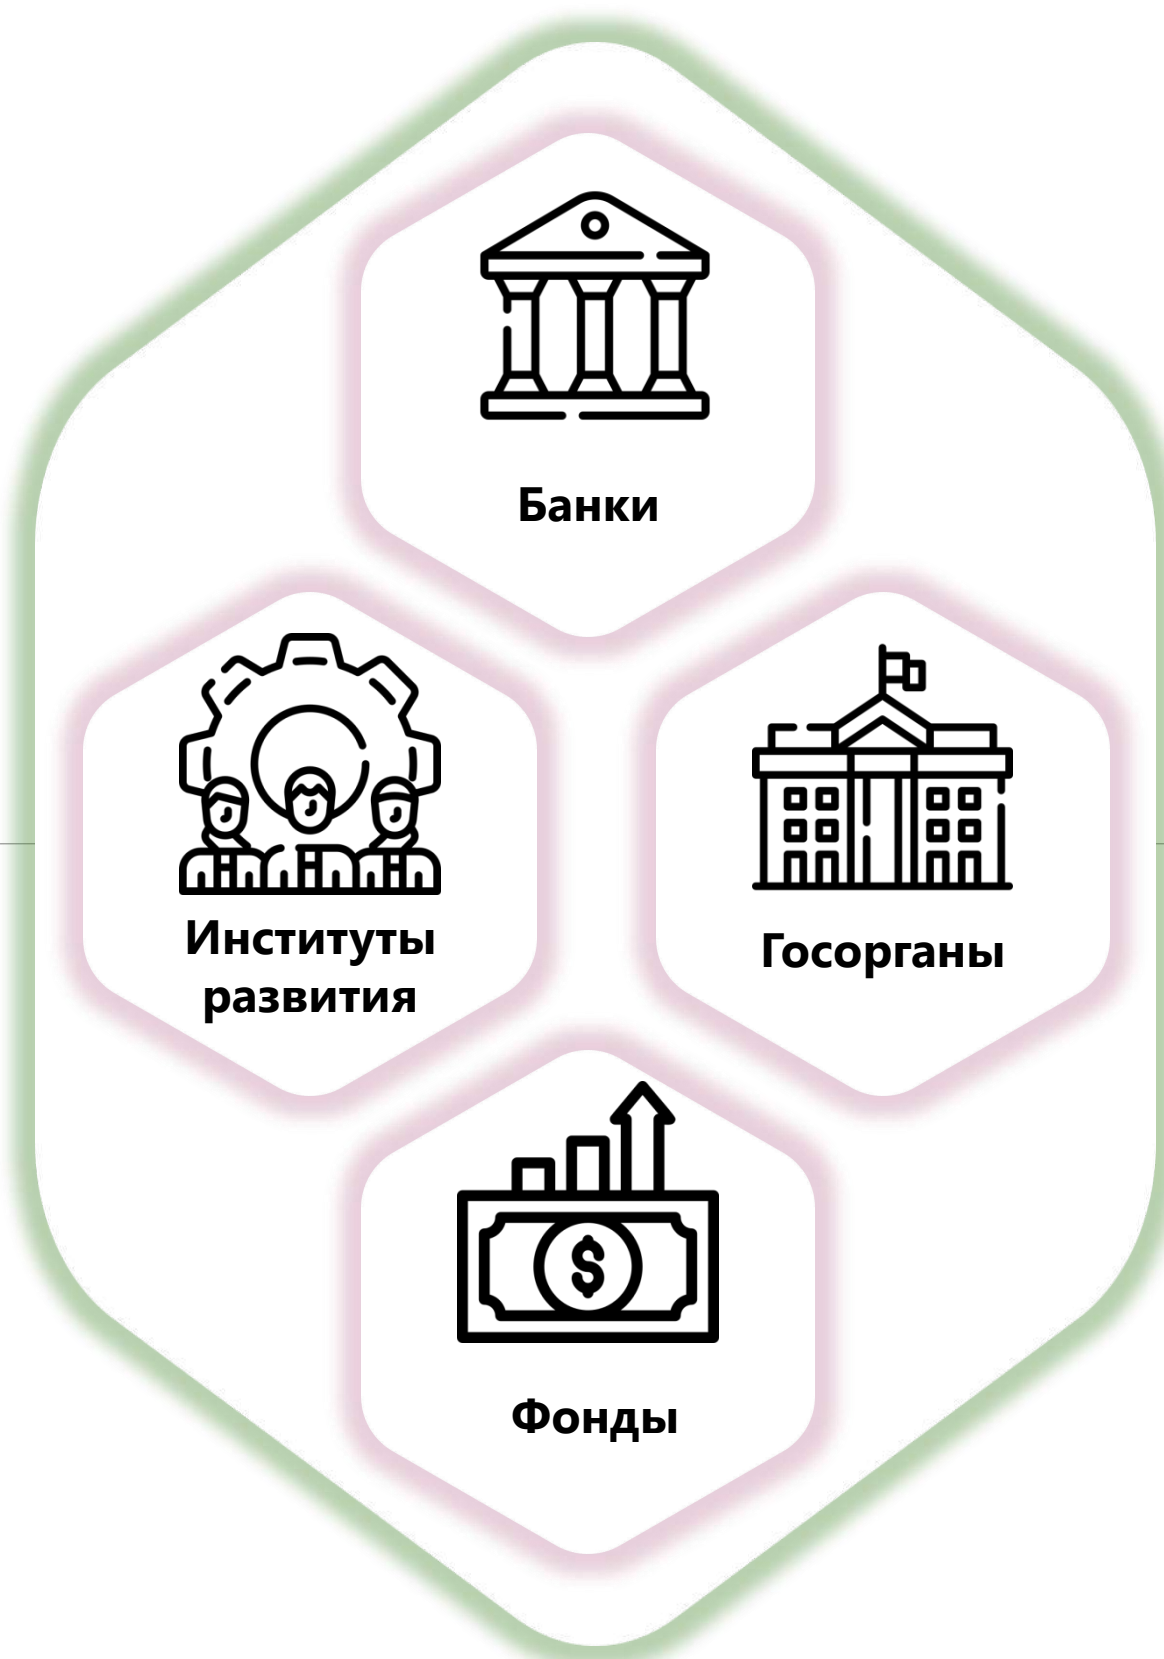 Банки
Институты
развития
Госорганы
Фонды